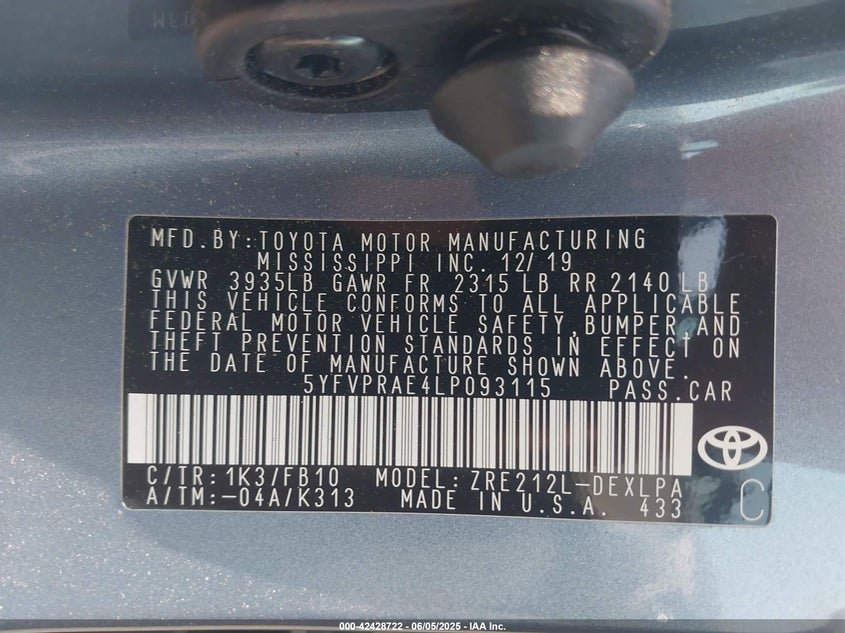 MFD.BY:TOYOTA MOTOR MANUFACTURING
MISSISSIPPI INC. 12/19
GVWR 3935LB GAWR FR 2315 LB RR 2140 LB
THIS VEHICLE CONFORMS TO ALL APPLICABLE
FEDERAL MOTOR VEHICLE SAFETY,BUMPER,AND
THEFT PREVENTION STANDARDS IN EFFECT ON
THE DATE OF MANUFACTURE SHOWN ABOVE.
5YFVPRAE4LP093115 PASS.CAR
C/TR:1K3/FB10 MODEL:ZRE212L-DEXLPA
A/TM:-04A/K313 MADE IN U.S.A. 433 C
000-42428722 - 06/05/2025 - IAA Inc.